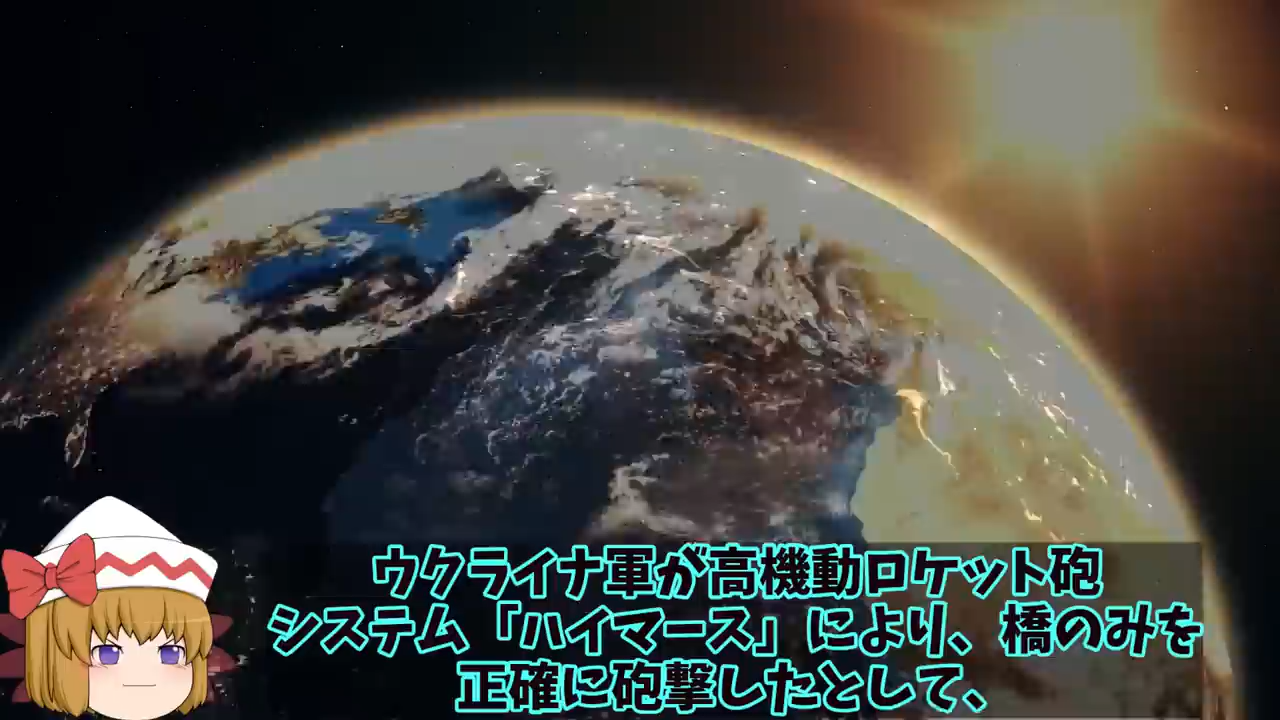 ウクライナ軍が高機動ロケット砲
システム「ハイマース」により、橋のみを
正確に砲撃したとして、